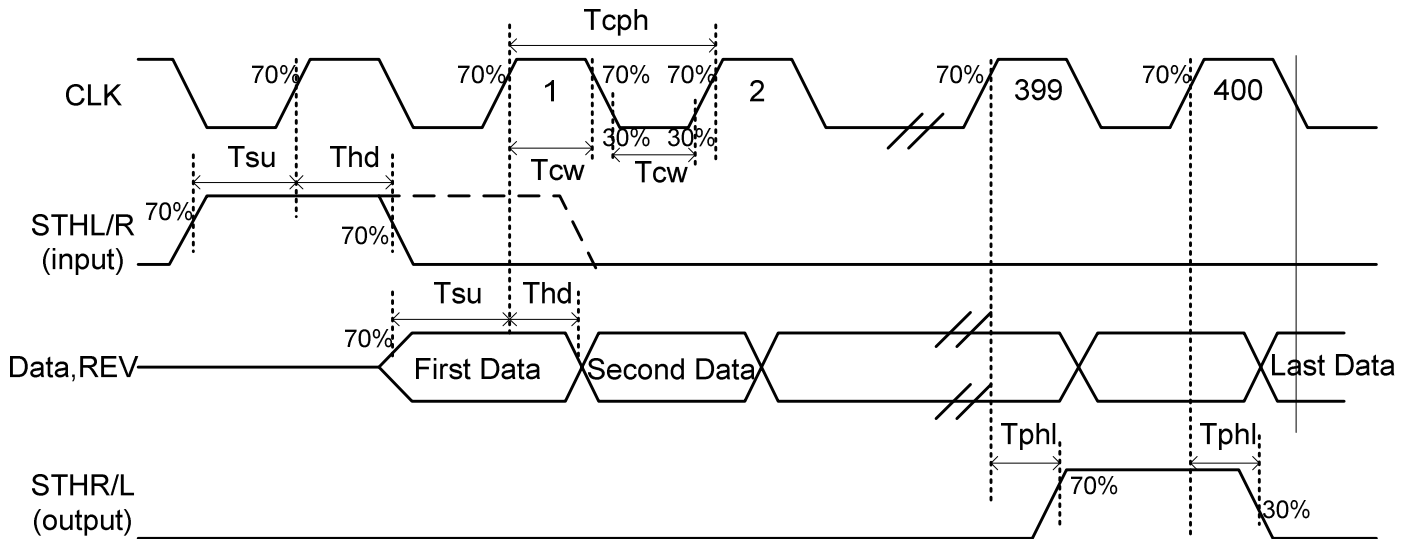 Tcph
70%
70%
70%
70%
70%
70%
CLK
1
2
399
400
30%
30%
Tsu
Thd
Tcw
Tcw
70%
STHL/R
(input)
70%
Tsu
Thd
70%
Data,REV
First Data
Second Data
Last Data
Tphl
Tphl
STHR/L
(output)
70%
30%